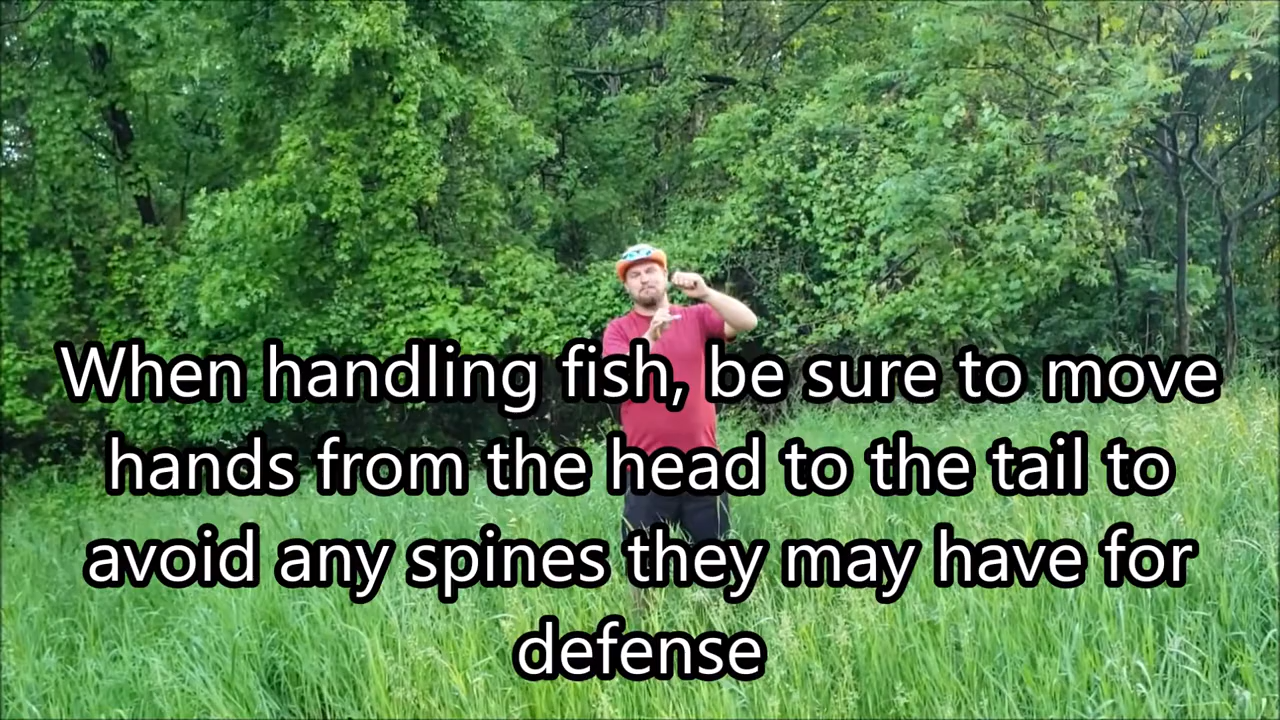 When handling fish, be sure to move
hands from the head to the tail to
avoid any spines they may have for
defense